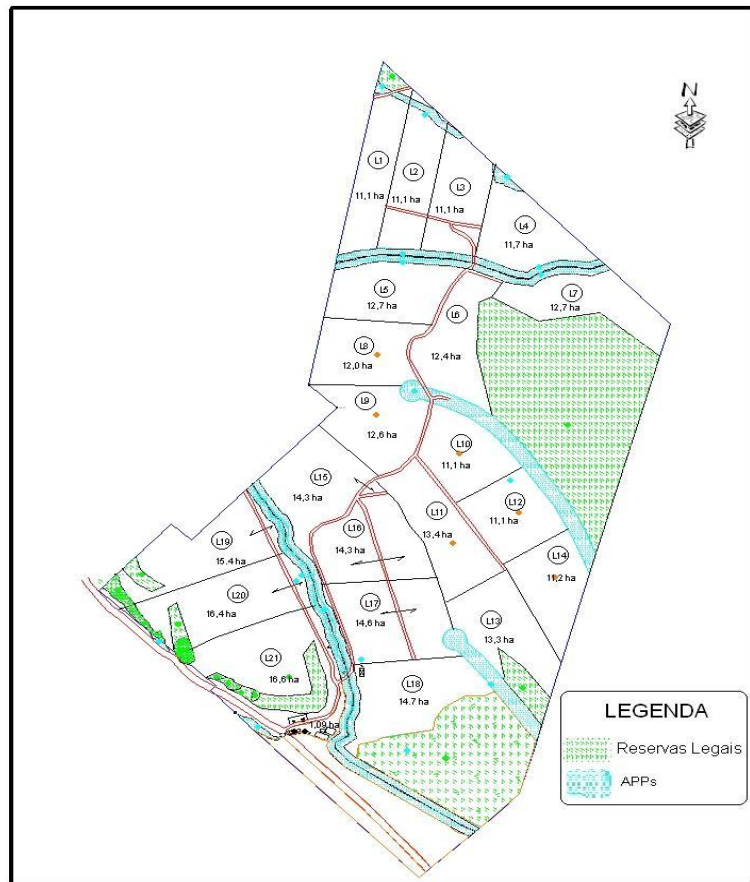 N
L1
L2
L3
11,1 ha
11,1 ha
11,1 ha
L4
11,7 ha
L5
12,7 ha
L7
12,7 ha
L6
12,4 ha
L8
12,0 ha
L9
12,6 ha
L10
11,1 ha
L15
14,3 ha
L12
11,1 ha
L11
13,4 ha
L16
14,3 ha
L19
15,4 ha
L14
L20
16,4 ha
L17
14,6 ha
L13
13,3 ha
L21
16,6 ha
L18
14,7 ha
1,09 ha
LEGENDA
Reservas Legais
APPs